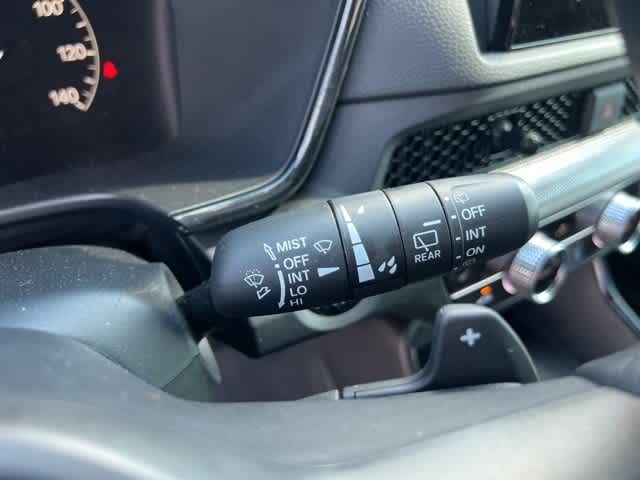 100
120
140
MIST
OFF
INT
LO
HI
REAR
OFF
INT
ON
+